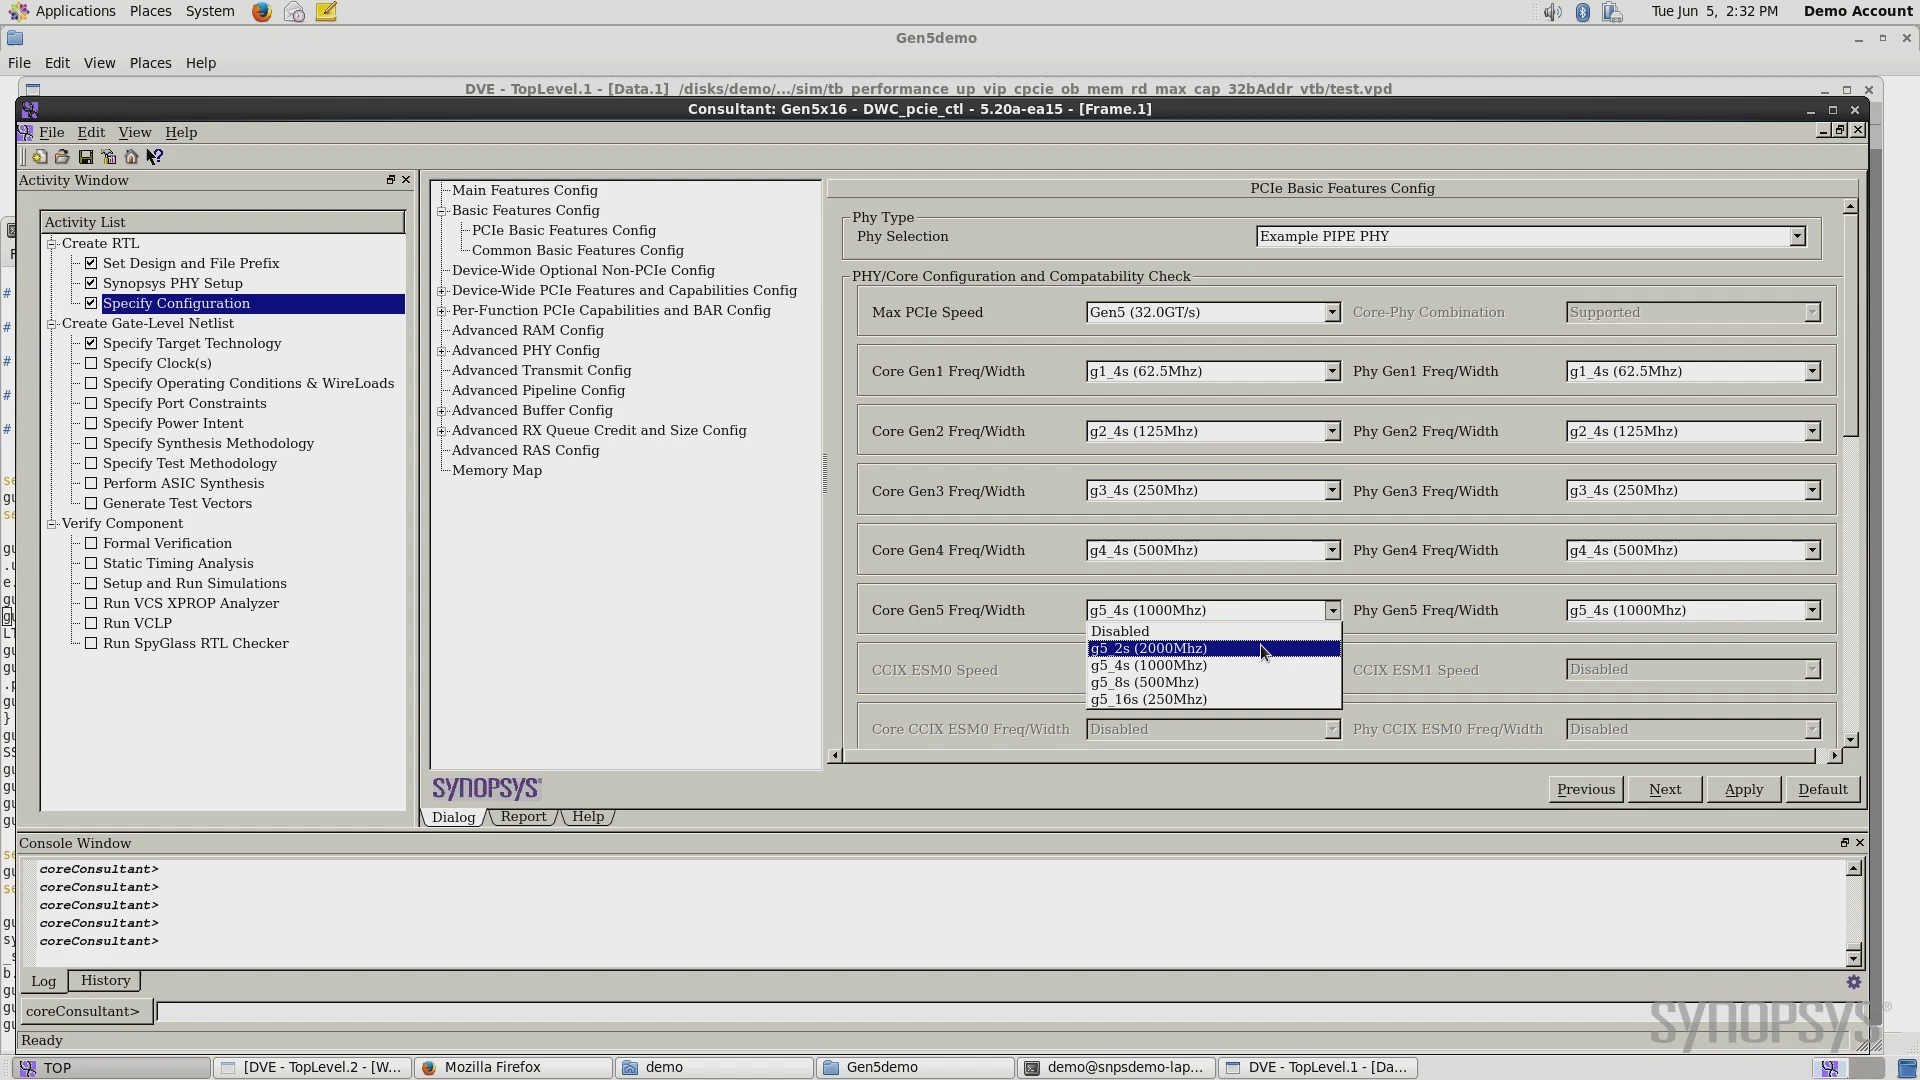 Applications Places System
Tue Jun 5, 2:32 PM Demo Account
Gen5demo
File Edit View Places Help
DVE - TopLevel.1 - [Data.1] /disks/demo/.../sim/tb_performance_up_vip_cpcie_ob_mem_rd_max_cap_32bAddr_vtb/test.vpd
Consultant: Gen5x16 - DWC_pcie_ctl - 5.20a-ea15 - [Frame.1]
File Edit View Help
Activity Window
Activity List
Create RTL
Set Design and File Prefix
Synopsys PHY Setup
Specify Configuration
Create Gate-Level Netlist
Specify Target Technology
Specify Clock(s)
Specify Operating Conditions & WireLoads
Specify Port Constraints
Specify Power Intent
Specify Synthesis Methodology
Specify Test Methodology
Perform ASIC Synthesis
Generate Test Vectors
Verify Component
Formal Verification
Static Timing Analysis
Setup and Run Simulations
Run VCS XPROP Analyzer
Run VCLP
Run SpyGlass RTL Checker
Main Features Config
Basic Features Config
PCIe Basic Features Config
Common Basic Features Config
Device-Wide Optional Non-PCIe Config
Device-Wide PCIe Features and Capabilities Config
Per-Function PCIe Capabilities and BAR Config
Advanced RAM Config
Advanced PHY Config
Advanced Transmit Config
Advanced Pipeline Config
Advanced Buffer Config
Advanced RX Queue Credit and Size Config
Advanced RAS Config
Memory Map
PCIe Basic Features Config
Phy Type
Phy Selection Example PIPE PHY
PHY/Core Configuration and Compatability Check
Max PCIe Speed Gen5 (32.0GT/s) Core-Phy Combination Supported
Core Gen1 Freq/Width g1_4s (62.5Mhz) Phy Gen1 Freq/Width g1_4s (62.5Mhz)
Core Gen2 Freq/Width g2_4s (125Mhz) Phy Gen2 Freq/Width g2_4s (125Mhz)
Core Gen3 Freq/Width g3_4s (250Mhz) Phy Gen3 Freq/Width g3_4s (250Mhz)
Core Gen4 Freq/Width g4_4s (500Mhz) Phy Gen4 Freq/Width g4_4s (500Mhz)
Core Gen5 Freq/Width g5_4s (1000Mhz) Phy Gen5 Freq/Width g5_4s (1000Mhz)
Disabled
g5_2s (2000Mhz)
g5_4s (1000Mhz)
g5_8s (500Mhz)
g5_16s (250Mhz)
CCIX ESM0 Speed CCIX ESM1 Speed Disabled
Core CCIX ESM0 Freq/Width Disabled Phy CCIX ESM0 Freq/Width Disabled
SYNOPSYS
Previous Next Apply Default
Dialog Report Help
Console Window
coreConsultant>
coreConsultant>
coreConsultant>
coreConsultant>
coreConsultant>
Log History
coreConsultant>
SYNOPSYS®
Ready
TOP [DVE - TopLevel.2 - [W... Mozilla Firefox demo Gen5demo demo@snpsdemo-lap... DVE - TopLevel.1 - [Da...